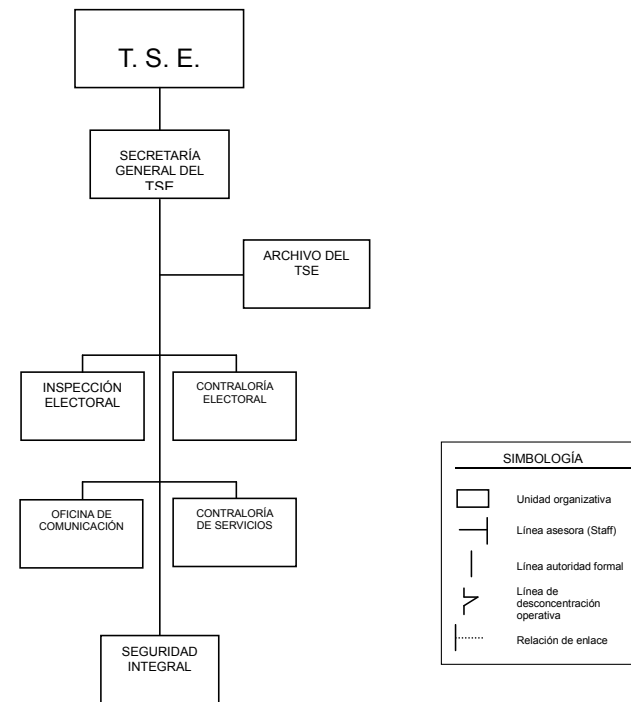 T. S. E.
SECRETARÍA
GENERAL DEL
TSE
ARCHIVO DEL
TSE
INSPECCIÓN
ELECTORAL
CONTRALORÍA
ELECTORAL
OFICINA DE
COMUNICACIÓN
CONTRALORÍA
DE SERVICIOS
SEGURIDAD
INTEGRAL
SIMBOLOGÍA
Unidad organizativa
Línea asesora (Staff)
Línea autoridad formal
Línea de
desconcentración
operativa
Relación de enlace